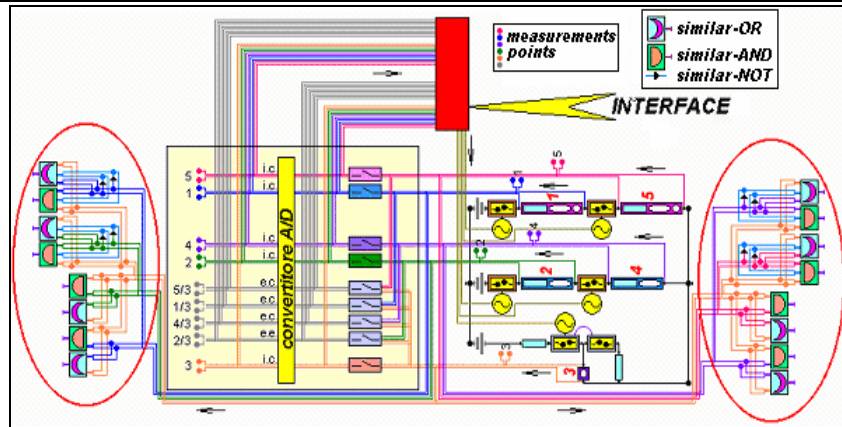 measurements
points
similar-OR
similar-AND
similar-NOT
INTERFACE
convertitore A/D
5 i.c.
1 i.c.
4 i.c.
2 i.c.
5/3 e.c.
1/3 e.c.
4/3 e.c.
2/3 e.e.
3 i.c.
5
1
4
2
3
1
5
2
4
3